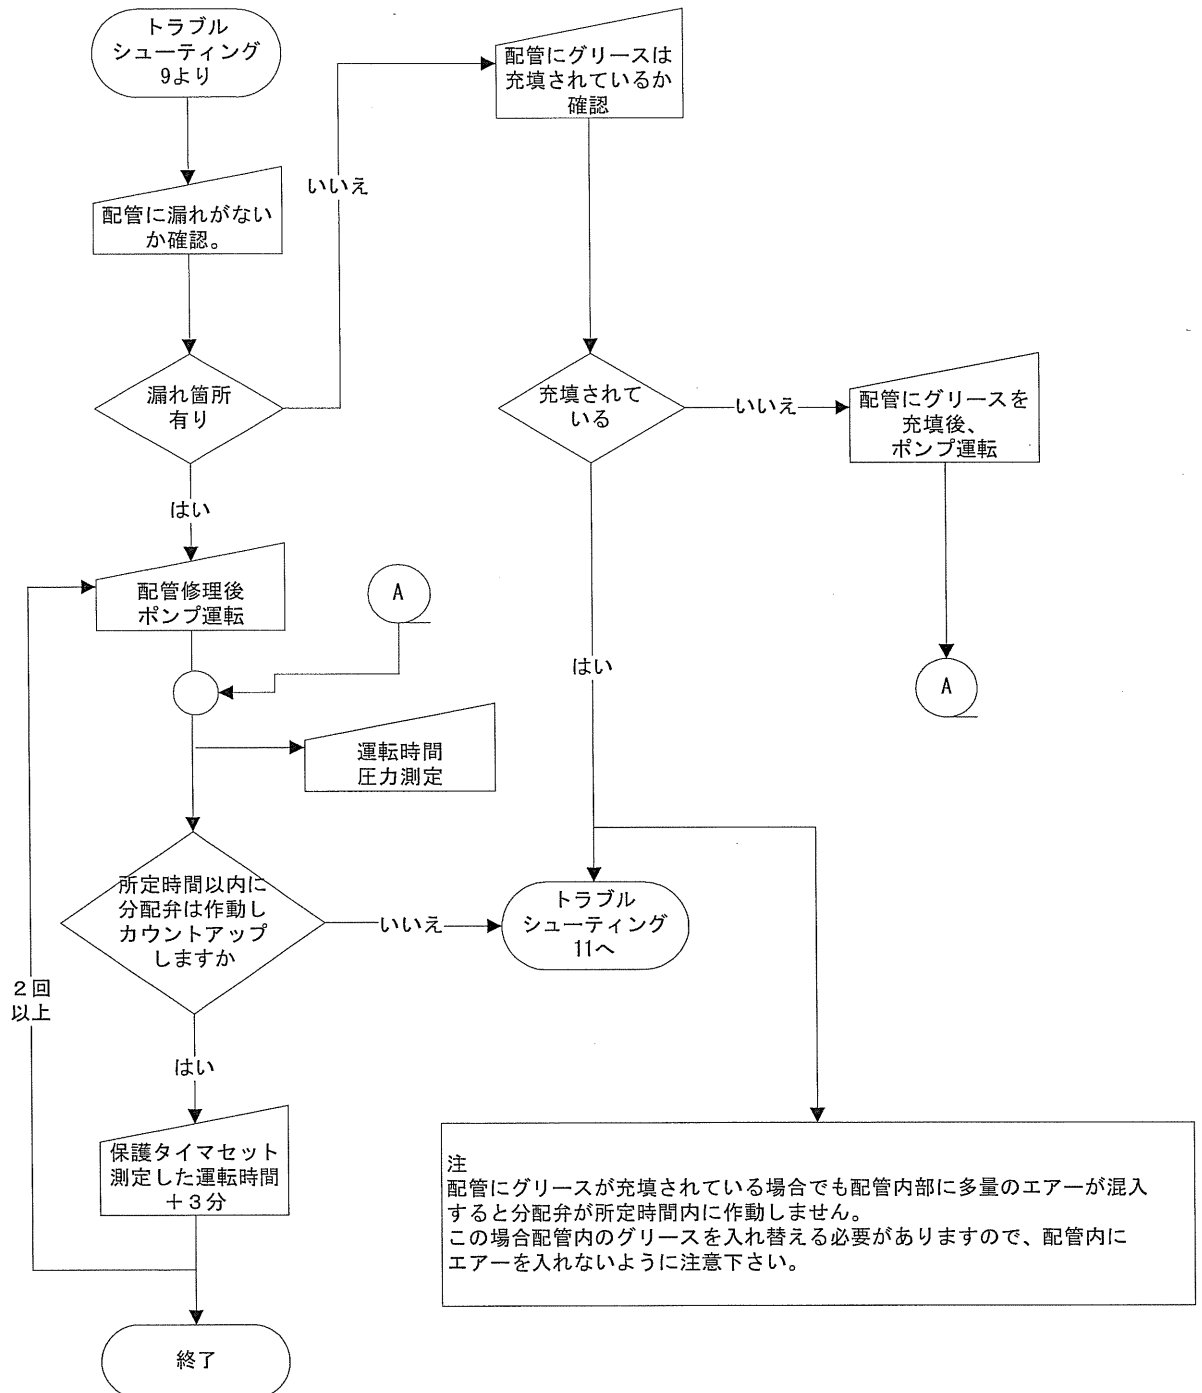 トラブル
シューティング
9より
配管に漏れがない
か確認。
漏れ箇所
有り
いいえ
はい
配管にグリースは
充填されているか
確認
充填されて
いる
いいえ
配管にグリースを
充填後、
ポンプ運転
A
はい
配管修理後
ポンプ運転
A
運転時間
圧力測定
所定時間以内に
分配弁は作動し
カウントアップ
しますか
いいえ
トラブル
シューティング
11へ
はい
2回
以上
保護タイマセット
測定した運転時間
+3分
終了
注
配管にグリースが充填されている場合でも配管内部に多量のエアーが混入
すると分配弁が所定時間内に作動しません。
この場合配管内のグリースを入れ替える必要がありますので、配管内に
エアーを入れないように注意下さい。